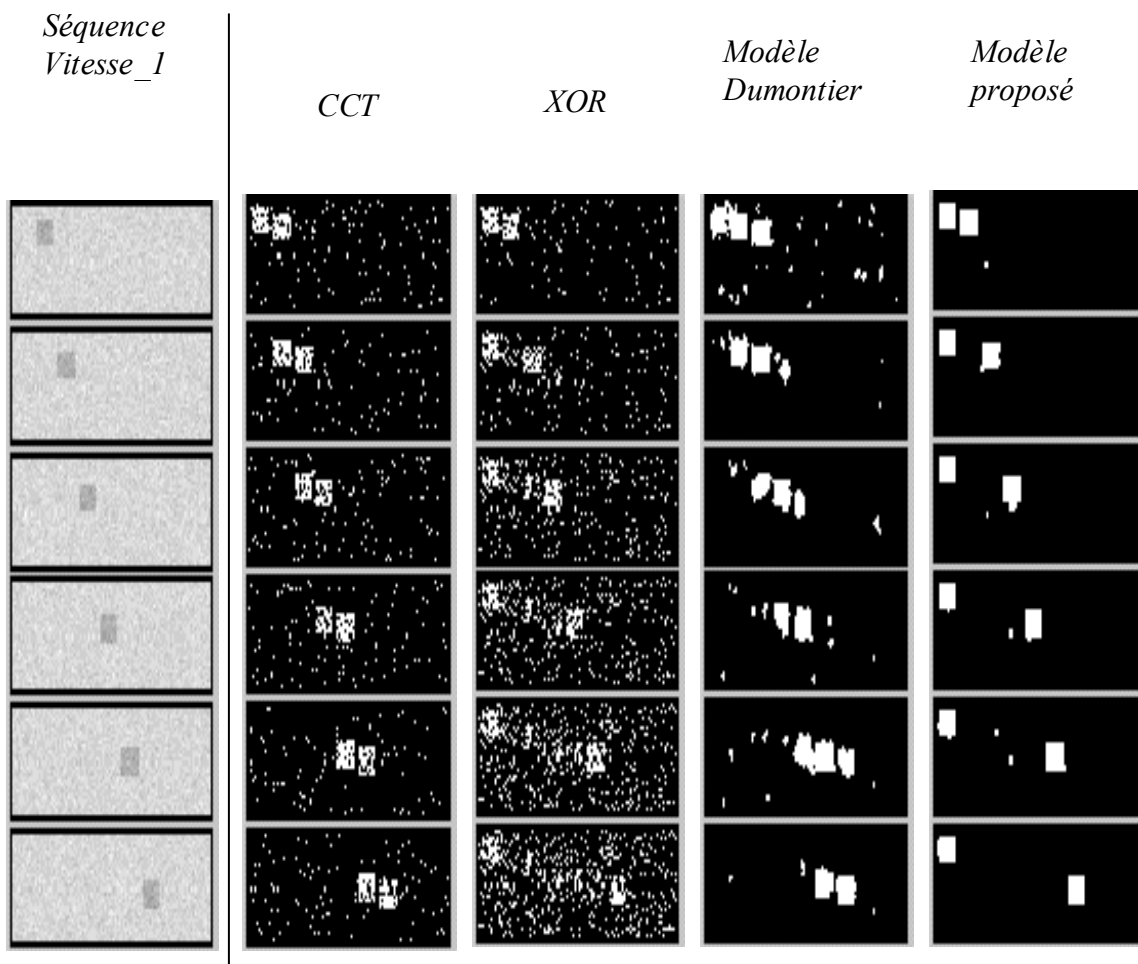 Séquence
Vitesse_1
CCT
XOR
Modèle
Dumontier
Modèle
proposé